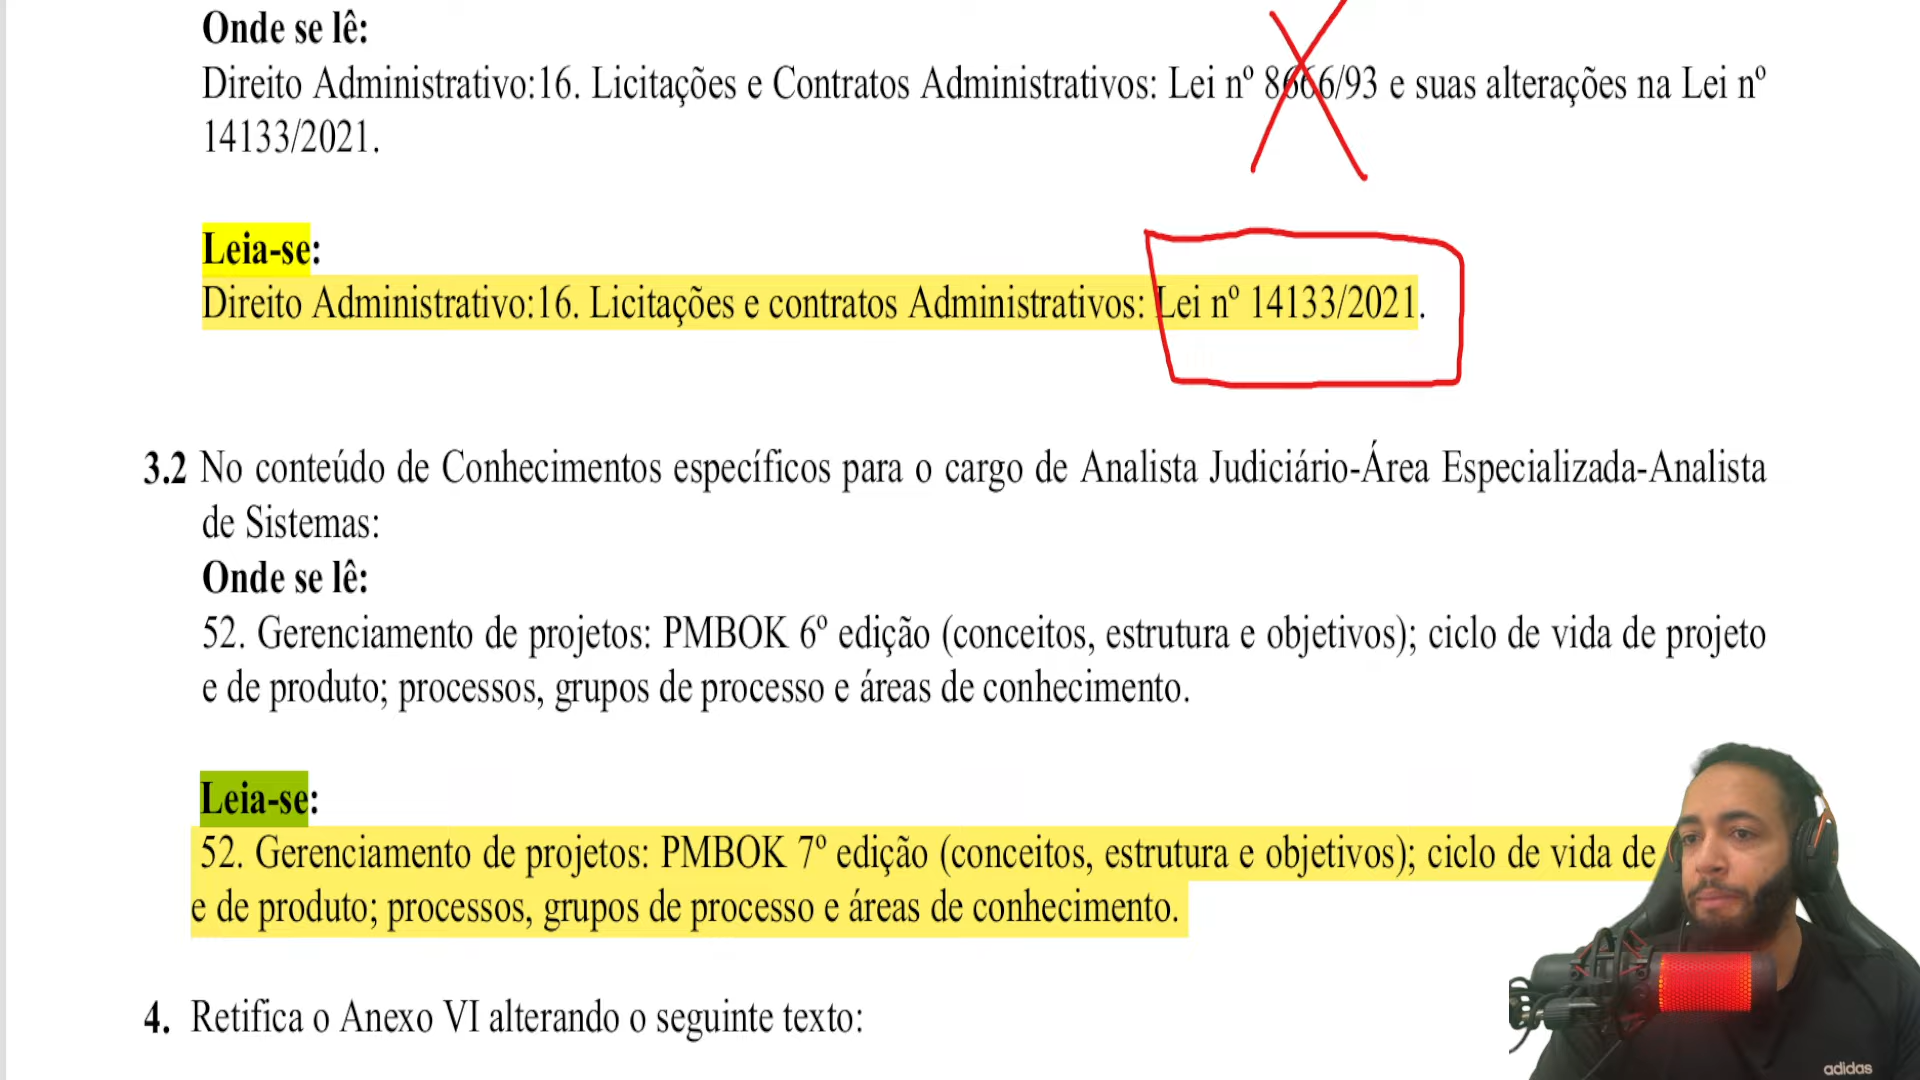 Onde se lê:
Direito Administrativo:16. Licitações e Contratos Administrativos: Lei nº 8666/93 e suas alterações na Lei nº
14133/2021.
Leia-se:
Direito Administrativo:16. Licitações e contratos Administrativos: Lei nº 14133/2021.
3.2 No conteúdo de Conhecimentos específicos para o cargo de Analista Judiciário-Área Especializada-Analista
de Sistemas:
Onde se lê:
52. Gerenciamento de projetos: PMBOK 6º edição (conceitos, estrutura e objetivos); ciclo de vida de projeto
e de produto; processos, grupos de processo e áreas de conhecimento.
Leia-se:
52. Gerenciamento de projetos: PMBOK 7º edição (conceitos, estrutura e objetivos); ciclo de vida de
e de produto; processos, grupos de processo e áreas de conhecimento.
4. Retifica o Anexo VI alterando o seguinte texto:
adidas